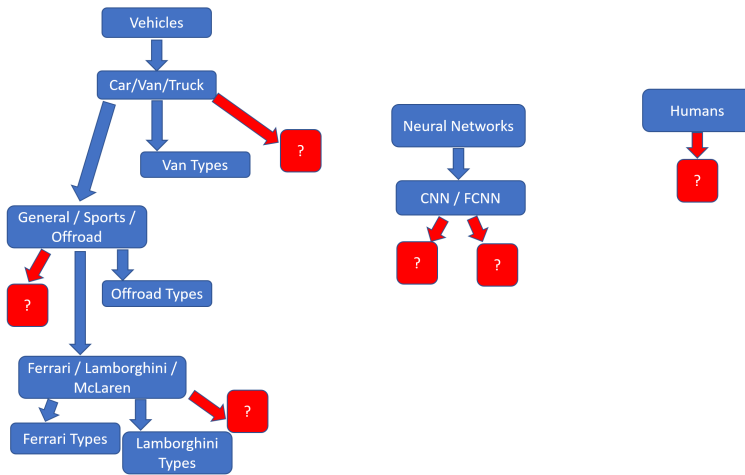 Vehicles
Car/Van/Truck
?
Van Types
General / Sports /
Offroad
?
Offroad Types
Ferrari / Lamborghini /
McLaren
?
Ferrari Types
Lamborghini
Types
Neural Networks
CNN / FCNN
?
?
Humans
?